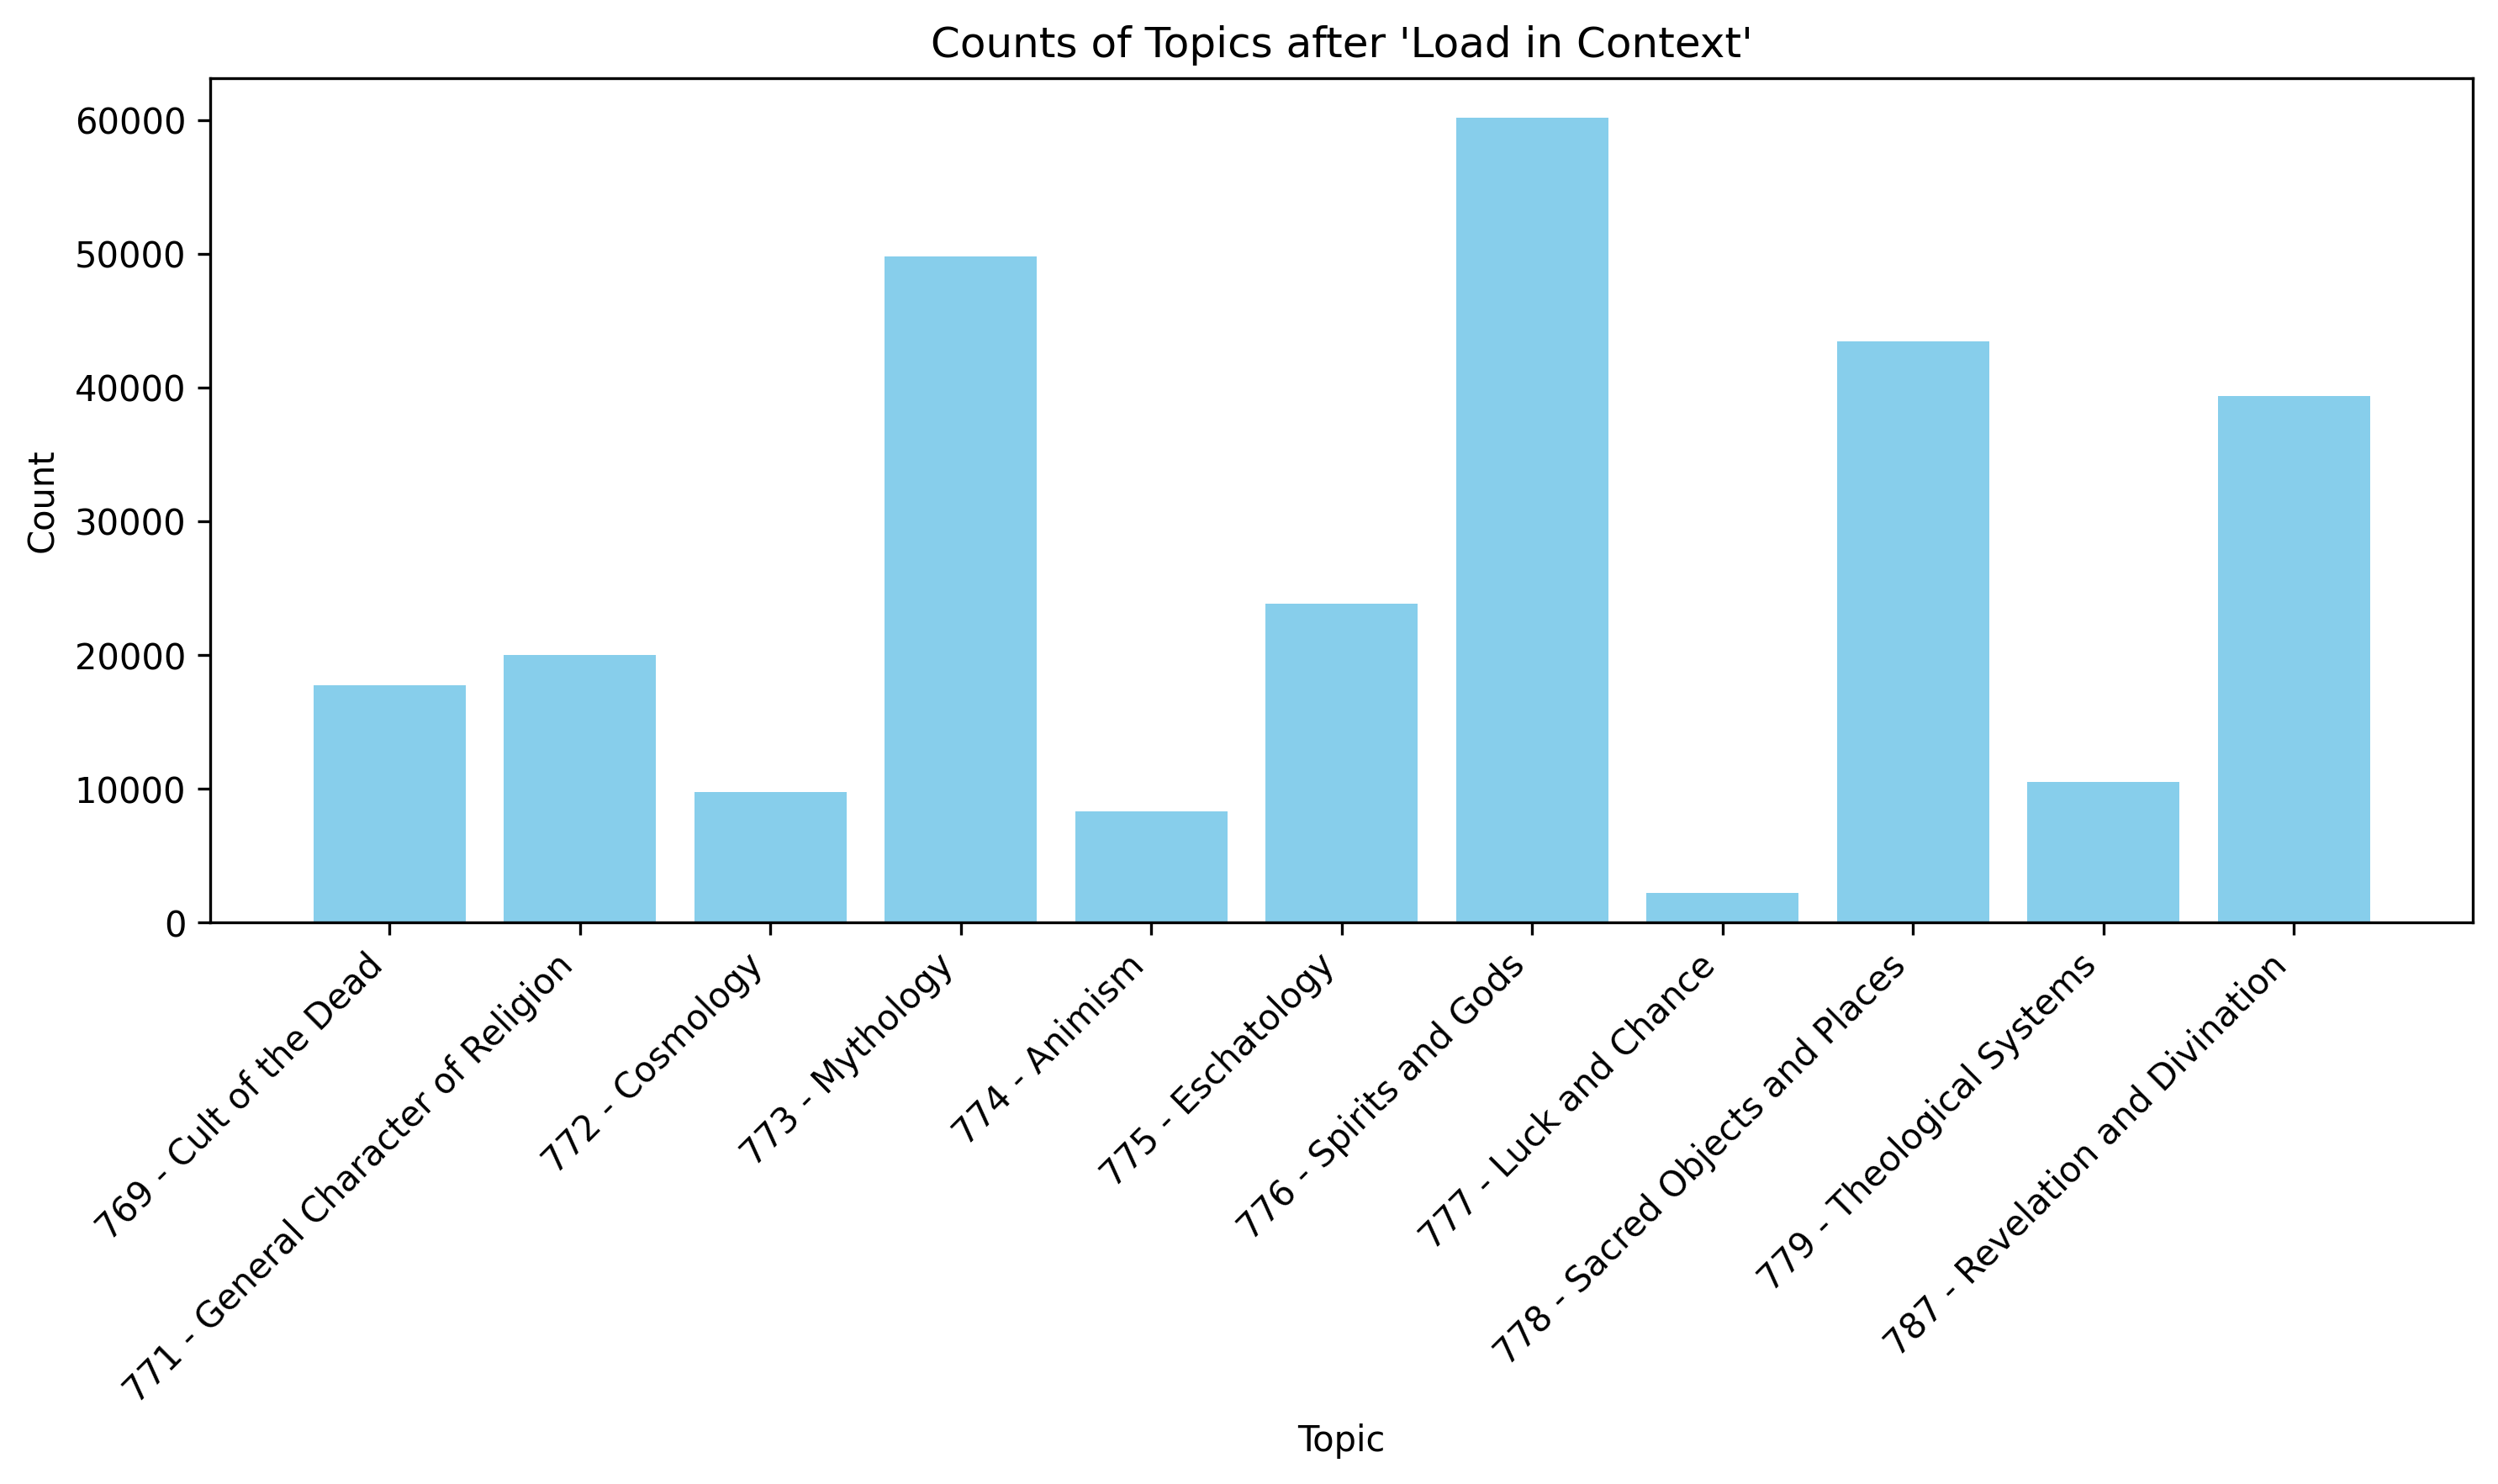 Counts of Topics after 'Load in Context'
60000
50000
40000
30000
20000
10000
0
Count
769 - Cult of the Dead
771 - General Character of Religion
772 - Cosmology
773 - Mythology
774 - Animism
775 - Eschatology
776 - Spirits and Gods
777 - Luck and Chance
778 - Sacred Objects and Places
779 - Theological Systems
787 - Revelation and Divination
Topic